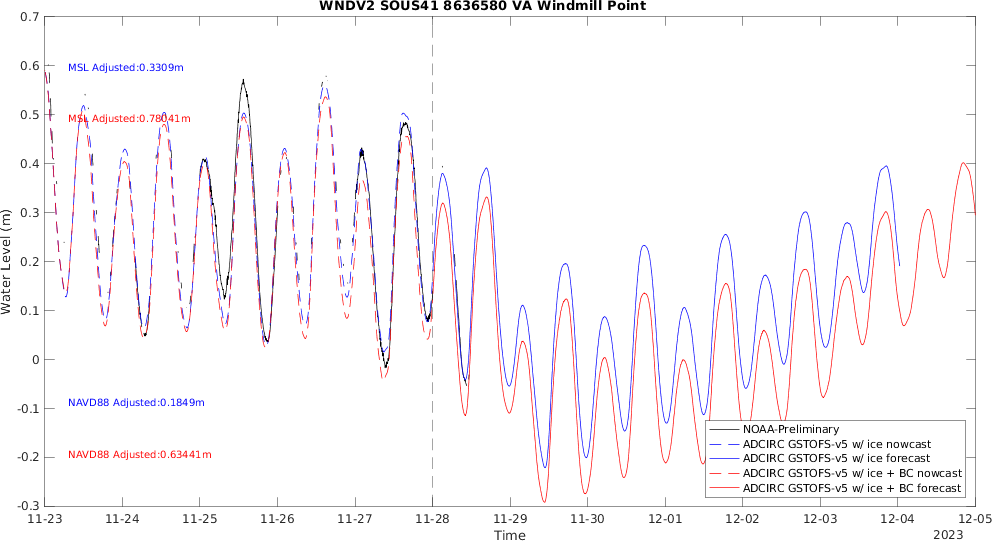 WNDV2 SOUS41 8636580 VA Windmill Point
0.7
0.6
0.5
0.4
0.3
0.2
0.1
0
-0.1
-0.2
-0.3
Water Level (m)
MSL Adjusted:0.3309m
MSL Adjusted:0.78041m
NAVD88 Adjusted:0.1849m
NAVD88 Adjusted:0.63441m
NOAA-Preliminary
ADCIRC GSTOFS-v5 w/ ice nowcast
ADCIRC GSTOFS-v5 w/ ice forecast
ADCIRC GSTOFS-v5 w/ ice + BC nowcast
ADCIRC GSTOFS-v5 w/ ice + BC forecast
11-23 11-24 11-25 11-26 11-27 11-28 11-29 11-30 12-01 12-02 12-03 12-04 12-05
Time
2023